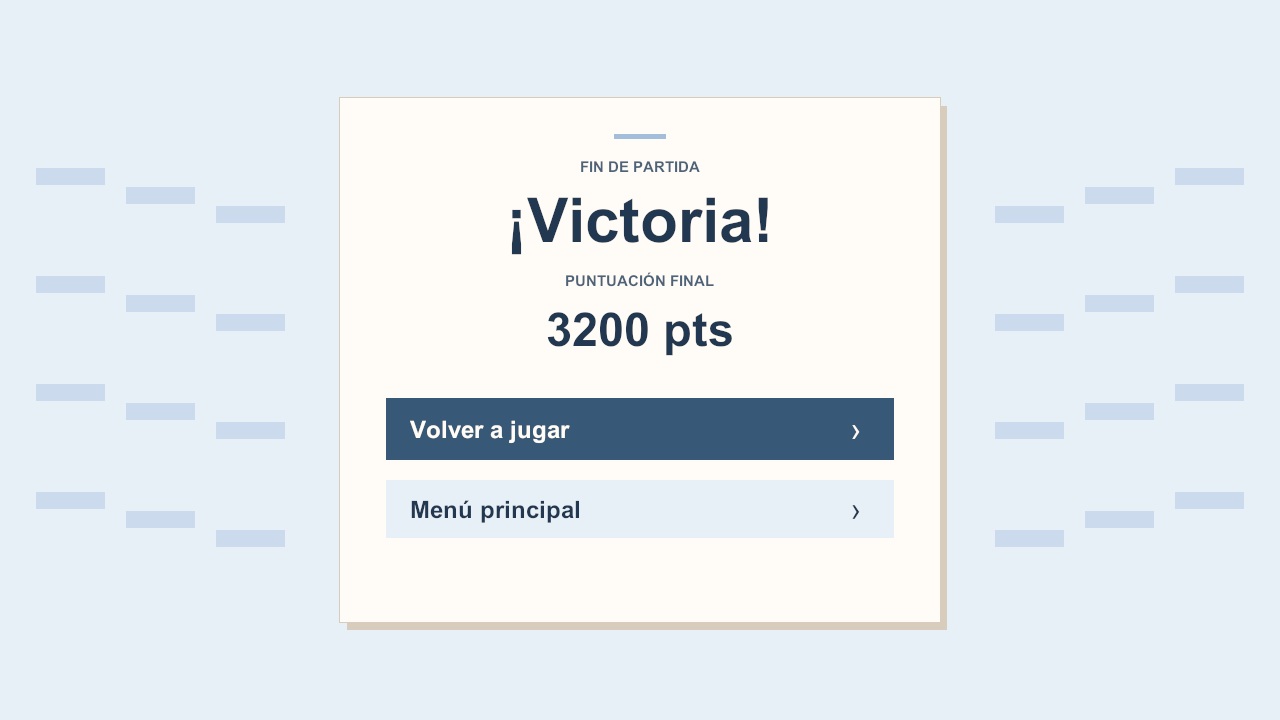 FIN DE PARTIDA
¡Victoria!
PUNTUACIÓN FINAL
3200 pts
Volver a jugar ›
Menú principal ›